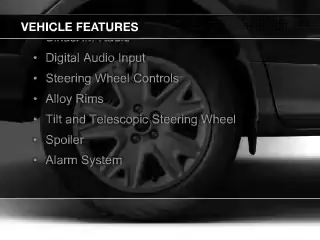 VEHICLE FEATURES
• Digital Audio Input
• Steering Wheel Controls
• Alloy Rims
• Tilt and Telescopic Steering Wheel
• Spoiler
• Alarm System